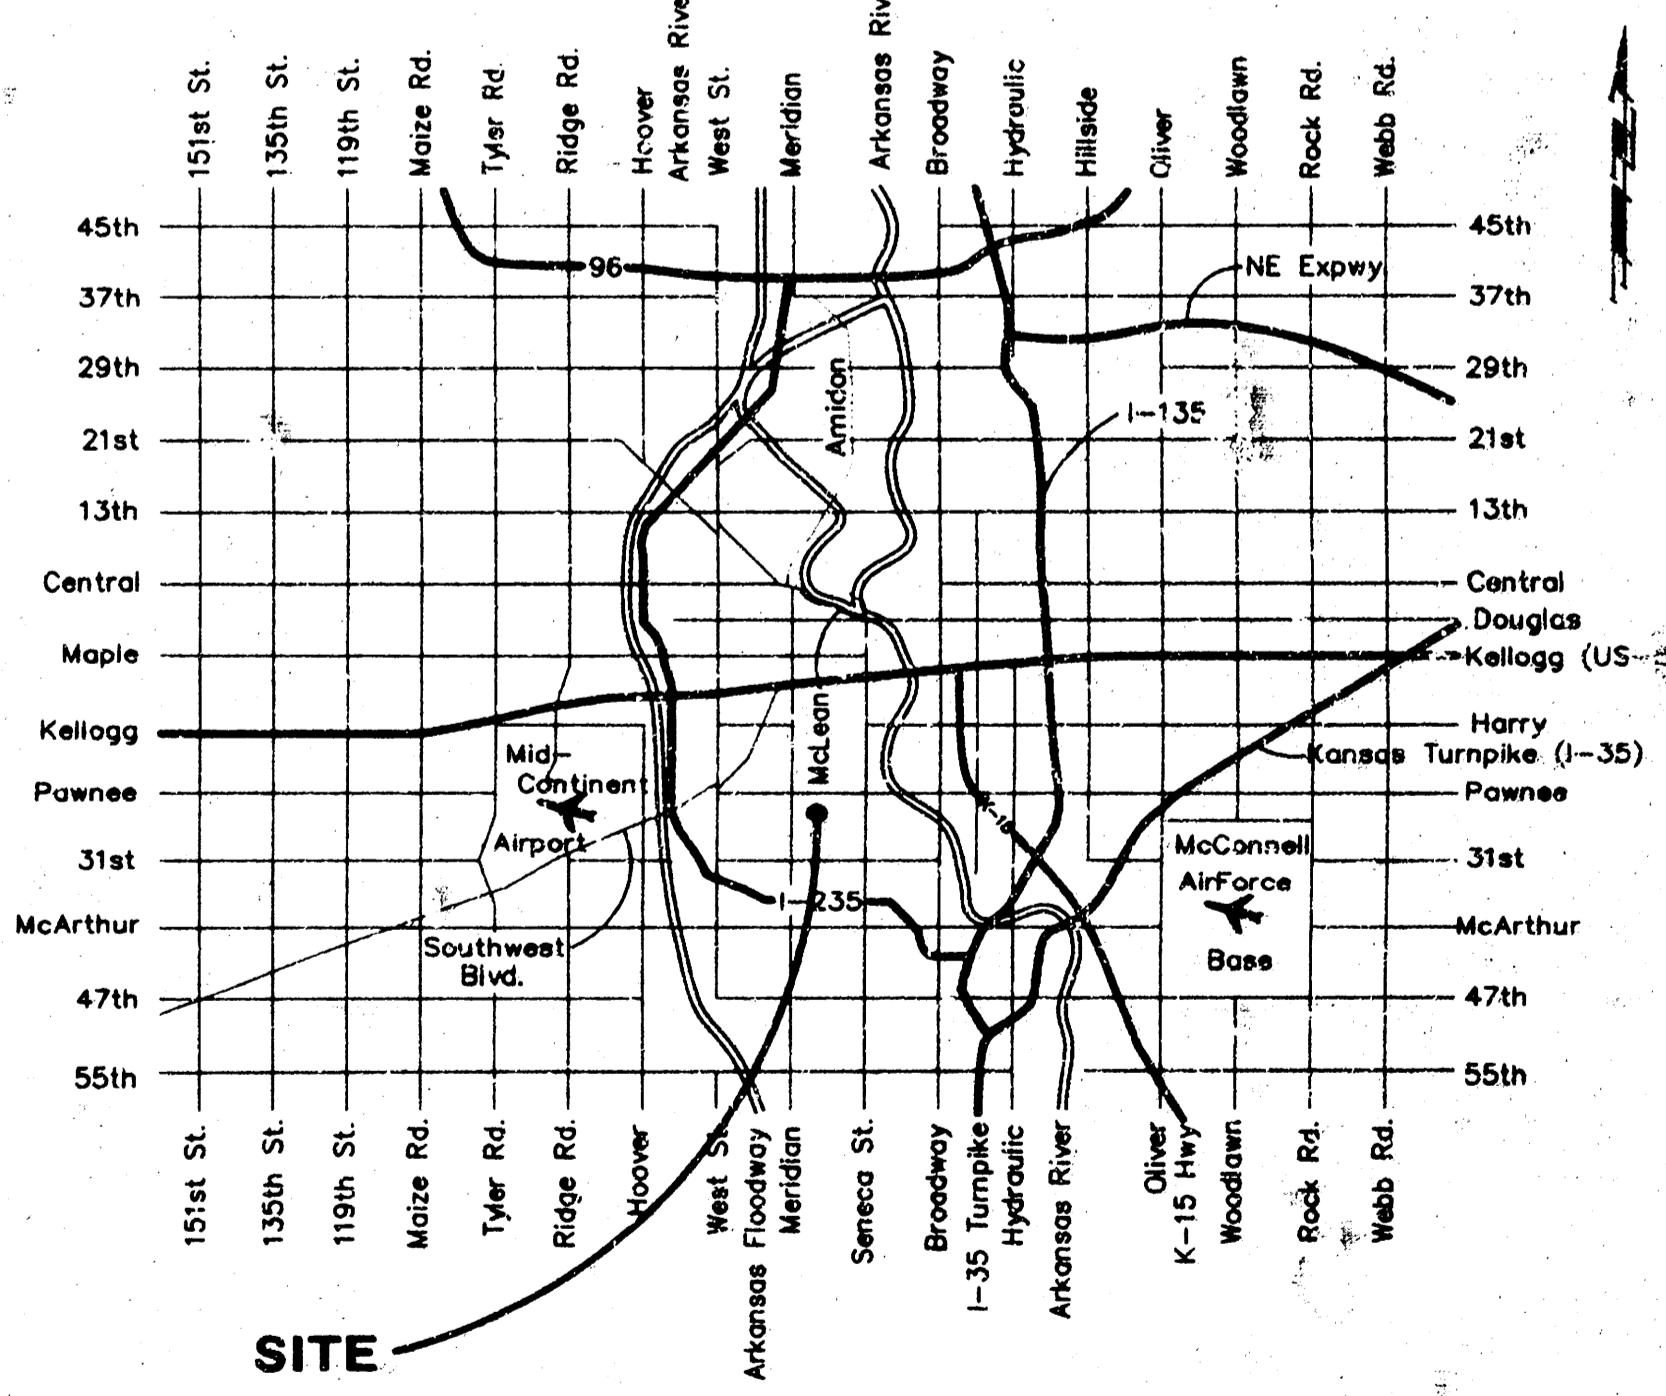 151st St.
135th St.
119th St.
Maize Rd.
Tyler Rd.
Ridge Rd.
Hoover
Arkansas Rive
West St.
Meridian
Arkansas Riv
Broadway
Hydraulic
Hillside
Oliver
Woodlawn
Rock Rd.
Webb Rd.
45th
45th
96
NE Expwy
37th
37th
29th
29th
Amidon
I-135
21st
21st
13th
13th
Central
Central
Douglas
Maple
Kellogg (US-
Kellogg
Harry
Mid-
Continent
Airport
McLean
Kansas Turnpike (I-35)
Pawnee
Pawnee
K-15
31st
McConnell
AirForce
Base
31st
I-235
McArthur
McArthur
Southwest
Blvd.
47th
47th
55th
55th
151st St.
135th St.
119th St.
Maize Rd.
Tyler Rd.
Ridge Rd.
Hoover
West St.
Arkansas Floodway
Meridian
Seneca St.
Broadway
I-35 Turnpike
Hydraulic
Arkansas River
Oliver
K-15 Hwy
Woodlawn
Rock Rd.
Webb Rd.
SITE